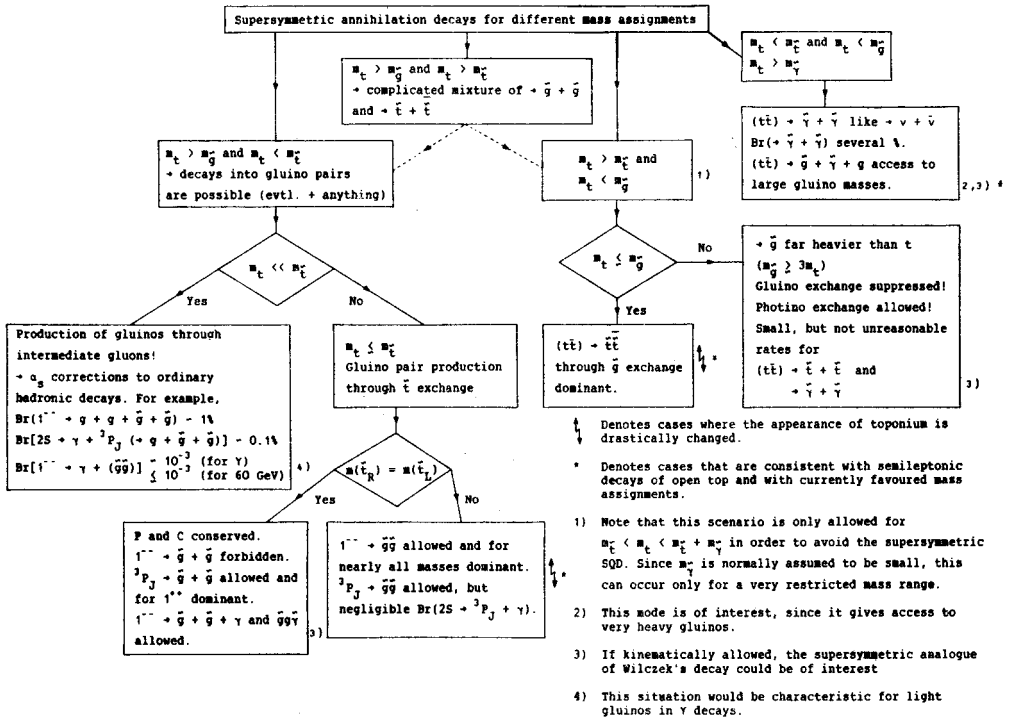 Supersymmetric annihilation decays for different mass assignments
m_t > m_g̃ and m_t > m_t̃
→ complicated mixture of → g̃ + g̃
and → t̃ + t̃̄
m_t < m_t̃ and m_t < m_g̃
m_t > m_γ̃
(tt̄) → γ̃ + γ̃ like → ν + ν̄
Br(→ γ̃ + γ̃) several %.
(tt̄) → g̃ + γ̃ + g access to
large gluino masses.
2,3) *
m_t > m_g̃ and m_t < m_t̃
→ decays into gluino pairs
are possible (evtl. + anything)
m_t > m_t̃ and
m_t < m_g̃
1)
m_t << m_t̃
Yes
No
m_t ≲ m_g̃
No
Yes
→ g̃ far heavier than t
(m_g̃ ≥ 3m_t)
Gluino exchange suppressed!
Photino exchange allowed!
Small, but not unreasonable
rates for
(tt̄) → t̃ + t̃ and
→ γ̃ + γ̃
3)
Production of gluinos through
intermediate gluons!
→ α_s corrections to ordinary
hadronic decays. For example,
Br(1^-- → g + g + g̃ + g̃) ~ 1%
Br[2S → γ + ³P_J (→ g + g̃ + g̃)] ~ 0.1%
Br[1^-- → γ + (g̃g̃)] ~ 10^-3 (for Υ)
≲ 10^-3 (for 60 GeV)
4)
m_t ≲ m_t̃
Gluino pair production
through t̃ exchange
(tt̄) → t̃t̃̄
through g̃ exchange
dominant.
*
m(t̃_R) = m(t̃_L)
Yes
No
P and C conserved.
1^-- → g̃ + g̃ forbidden.
³P_J → g̃ + g̃ allowed and
for 1^++ dominant.
1^-- → g̃ + g̃ + γ and g̃g̃γ̃
allowed.
3)
1^-- → g̃g̃ allowed and for
nearly all masses dominant.
³P_J → g̃g̃ allowed, but
negligible Br(2S → ³P_J + γ).
*
Denotes cases where the appearance of toponium is
drastically changed.
* Denotes cases that are consistent with semileptonic
decays of open top and with currently favoured mass
assignments.
1) Note that this scenario is only allowed for
m_t̃ < m_t < m_t̃ + m_γ̃ in order to avoid the supersymmetric
SQD. Since m_γ̃ is normally assumed to be small, this
can occur only for a very restricted mass range.
2) This mode is of interest, since it gives access to
very heavy gluinos.
3) If kinematically allowed, the supersymmetric analogue
of Wilczek's decay could be of interest
4) This situation would be characteristic for light
gluinos in Υ decays.